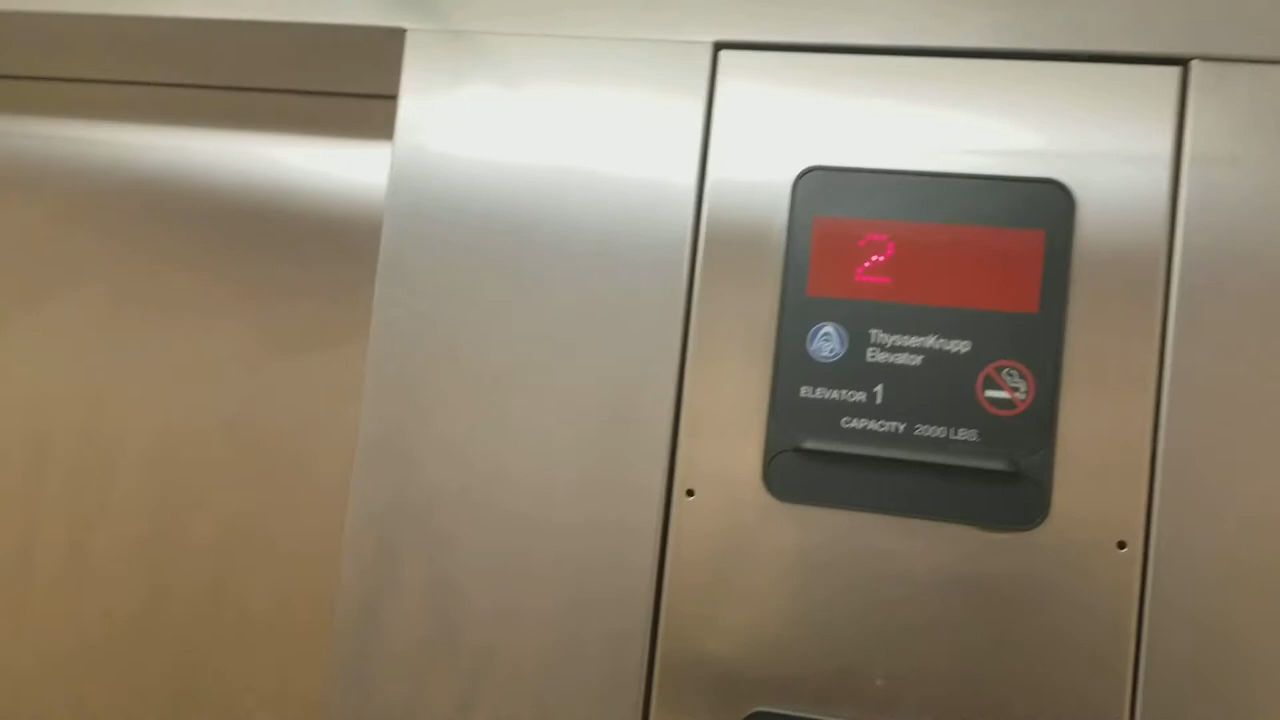 2
ThyssenKrupp
Elevator
ELEVATOR 1
CAPACITY 2000 LBS.